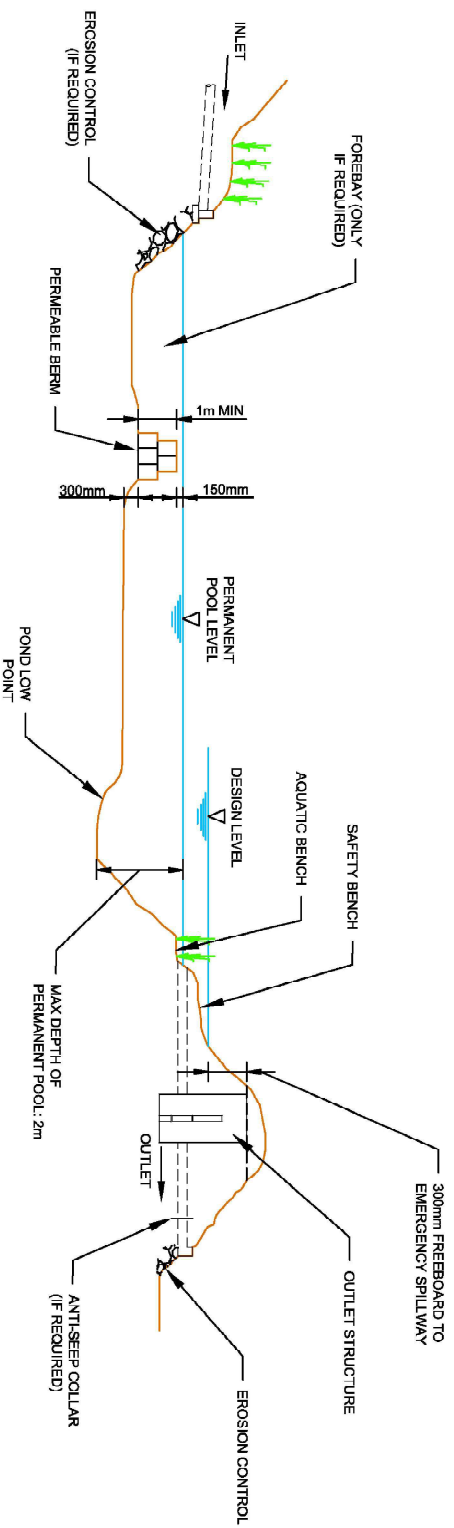 INLET
EROSION CONTROL
(IF REQUIRED)
FOREBAY (ONLY
IF REQUIRED)
PERMEABLE BERM
1m MIN
300mm
150mm
PERMANENT
POOL LEVEL
POND LOW
POINT
DESIGN LEVEL
AQUATIC BENCH
SAFETY BENCH
MAX DEPTH OF
PERMANENT POOL: 2m
300mm FREEBOARD TO
EMERGENCY SPILLWAY
OUTLET STRUCTURE
OUTLET
ANTI-SEEP COLLAR
(IF REQUIRED)
EROSION CONTROL